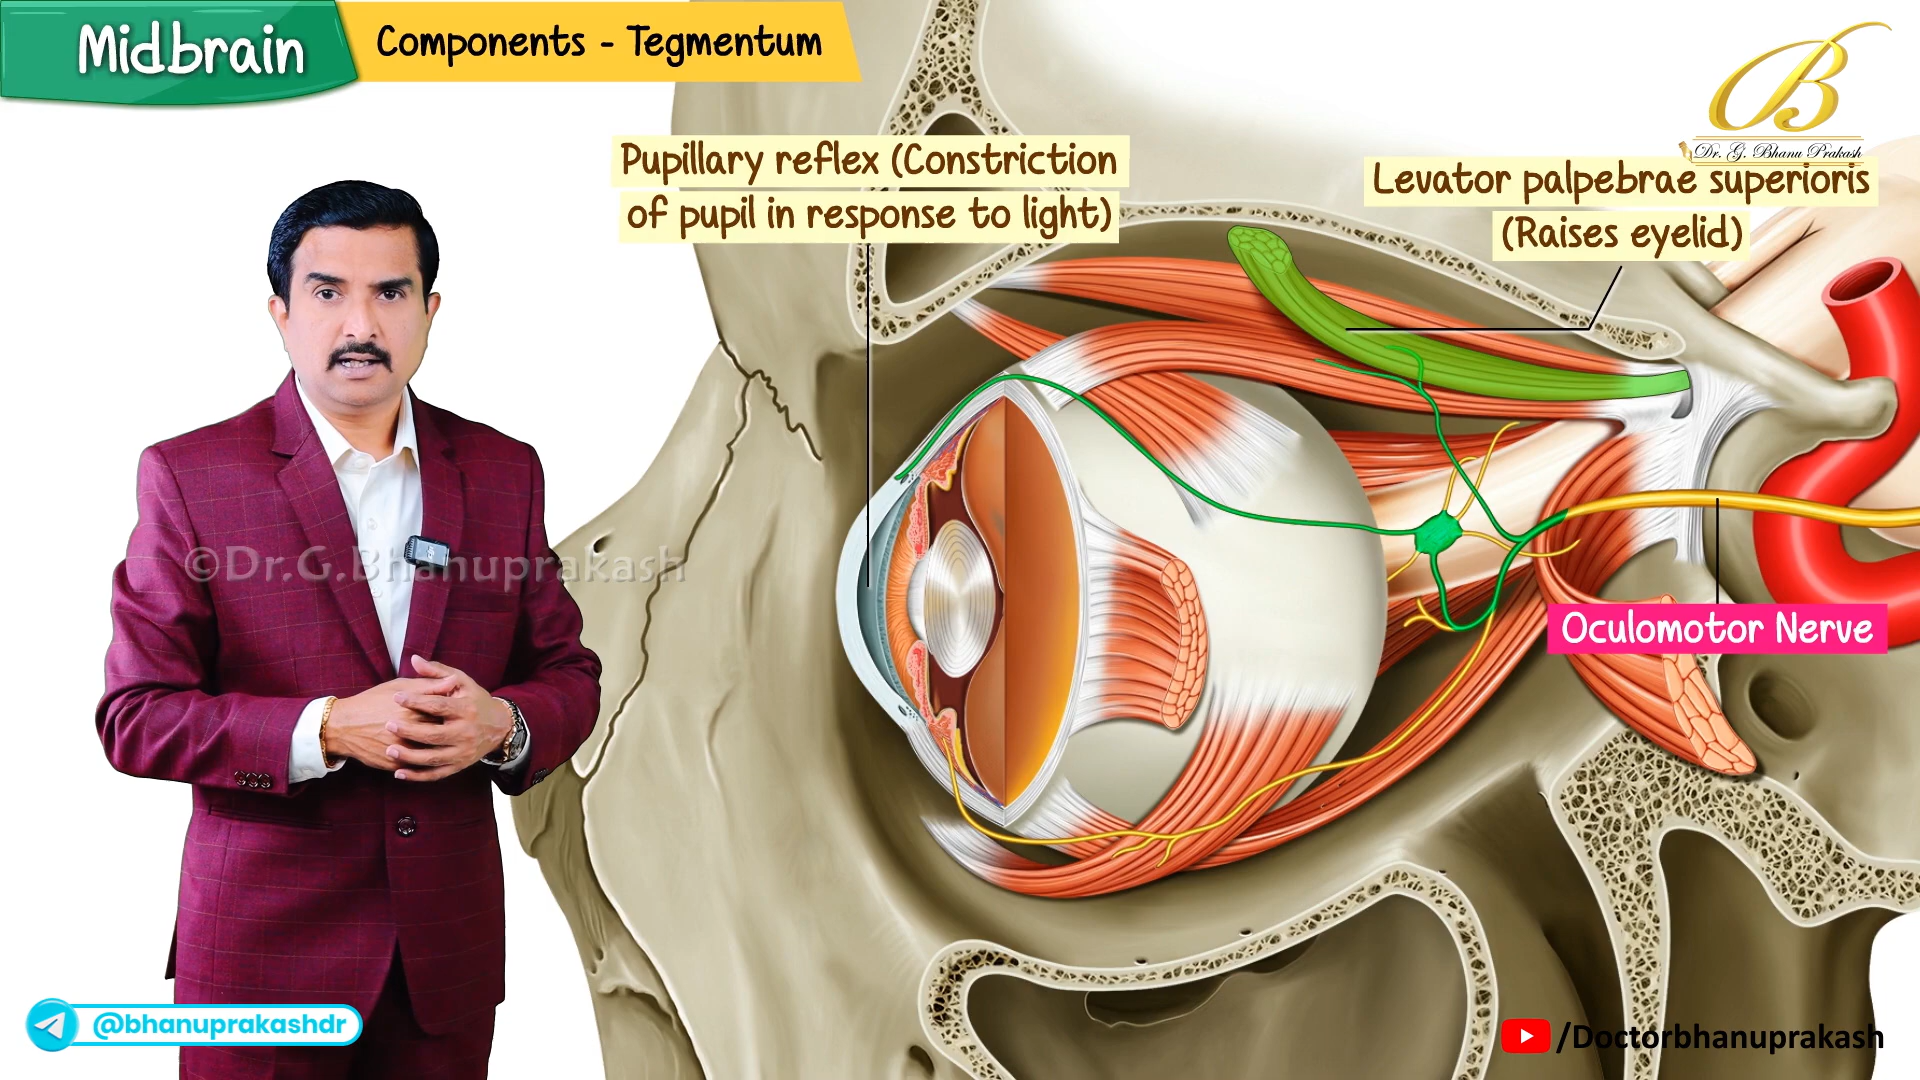 Midbrain
Components - Tegmentum
Dr. G. Bhanu Prakash
Pupillary reflex (Constriction
of pupil in response to light)
Levator palpebrae superioris
(Raises eyelid)
©Dr.G.Bhanuprakash
Oculomotor Nerve
@bhanuprakashdr
/Doctorbhanuprakash